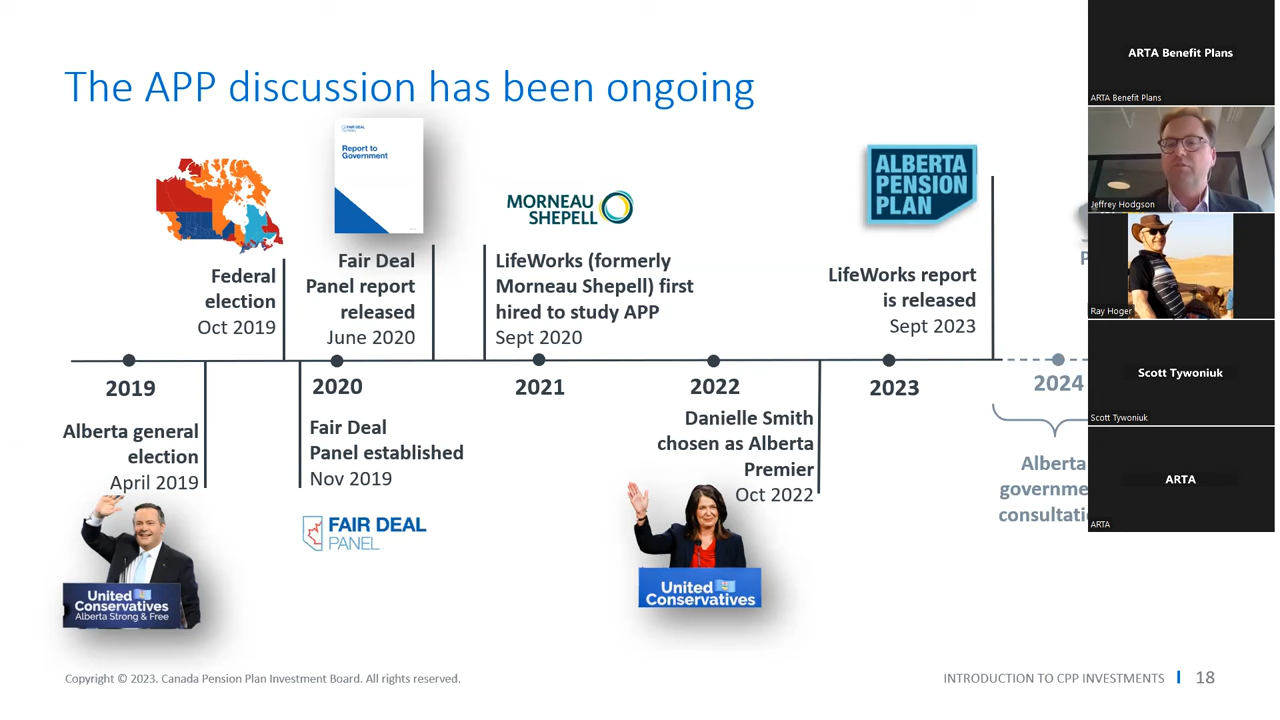 The APP discussion has been ongoing
FAIR DEAL
PANEL
Report to
Government
MORNEAU
SHEPELL
ALBERTA
PENSION
PLAN
Federal
election
Oct 2019
Fair Deal
Panel report
released
June 2020
LifeWorks (formerly
Morneau Shepell) first
hired to study APP
Sept 2020
LifeWorks report
is released
Sept 2023
P
2019
2020
2021
2022
2023
2024
Alberta general
election
April 2019
Fair Deal
Panel established
Nov 2019
Danielle Smith
chosen as Alberta
Premier
Oct 2022
Alberta
governme
consultati
United
Conservatives
Alberta Strong & Free
FAIR DEAL
PANEL
United
Conservatives
Copyright © 2023. Canada Pension Plan Investment Board. All rights reserved.
INTRODUCTION TO CPP INVESTMENTS
18
ARTA Benefit Plans
ARTA Benefit Plans
Jeffrey Hodgson
Ray Hoger
Scott Tywoniuk
Scott Tywoniuk
ARTA
ARTA